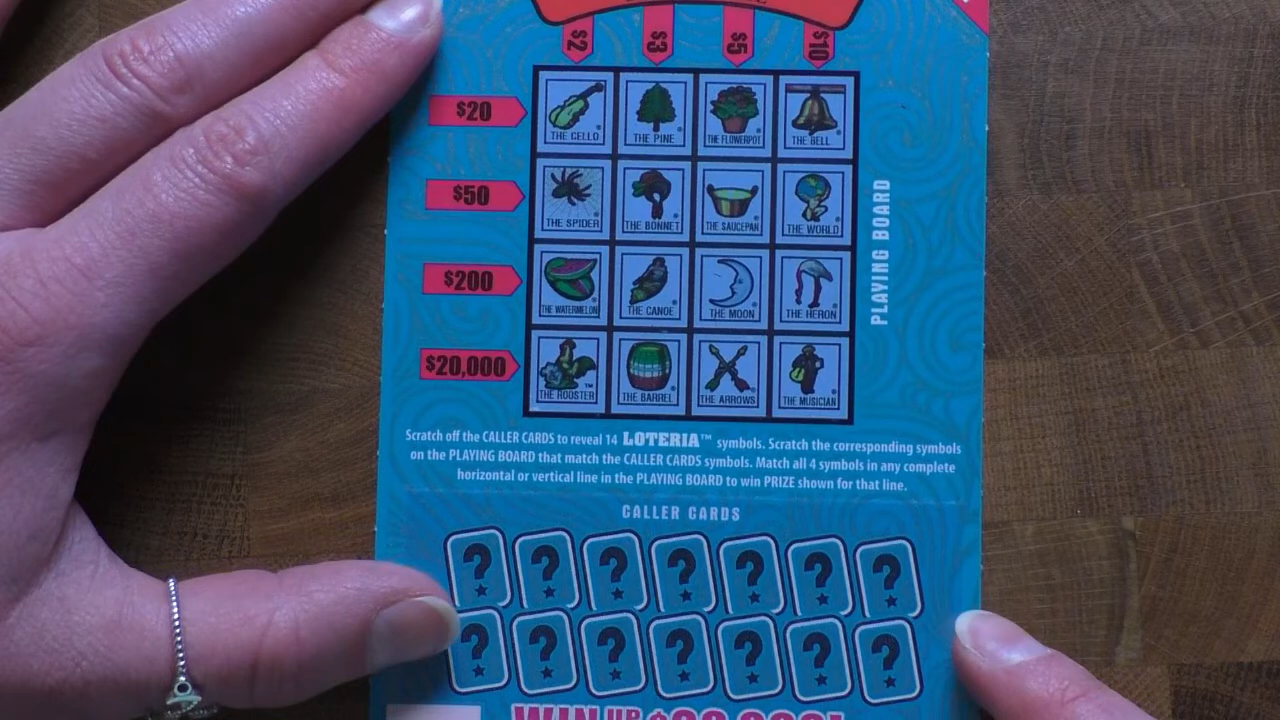 $2 $3 $5 $10
$20 THE CELLO THE PINE THE FLOWERPOT THE BELL
$50 THE SPIDER THE BONNET THE SAUCEPAN THE WORLD
$200 THE WATERMELON THE CANOE THE MOON THE HERON
$20,000 THE ROOSTER THE BARREL THE ARROWS THE MUSICIAN
PLAYING BOARD
Scratch off the CALLER CARDS to reveal 14 LOTERIA™ symbols. Scratch the corresponding symbols
on the PLAYING BOARD that match the CALLER CARDS symbols. Match all 4 symbols in any complete
horizontal or vertical line in the PLAYING BOARD to win PRIZE shown for that line.
CALLER CARDS
? ? ? ? ? ? ?
? ? ? ? ? ? ?
WIN UP